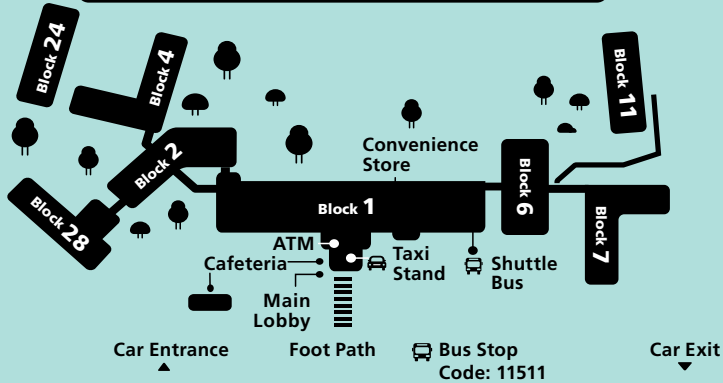 Block 24
Block 4
Block 11
Block 2
Convenience
Store
Block 6
Block 28
Block 1
Block 7
ATM
Cafeteria
Taxi
Stand
Shuttle
Bus
Main
Lobby
Car Entrance
Foot Path
Bus Stop
Code: 11511
Car Exit